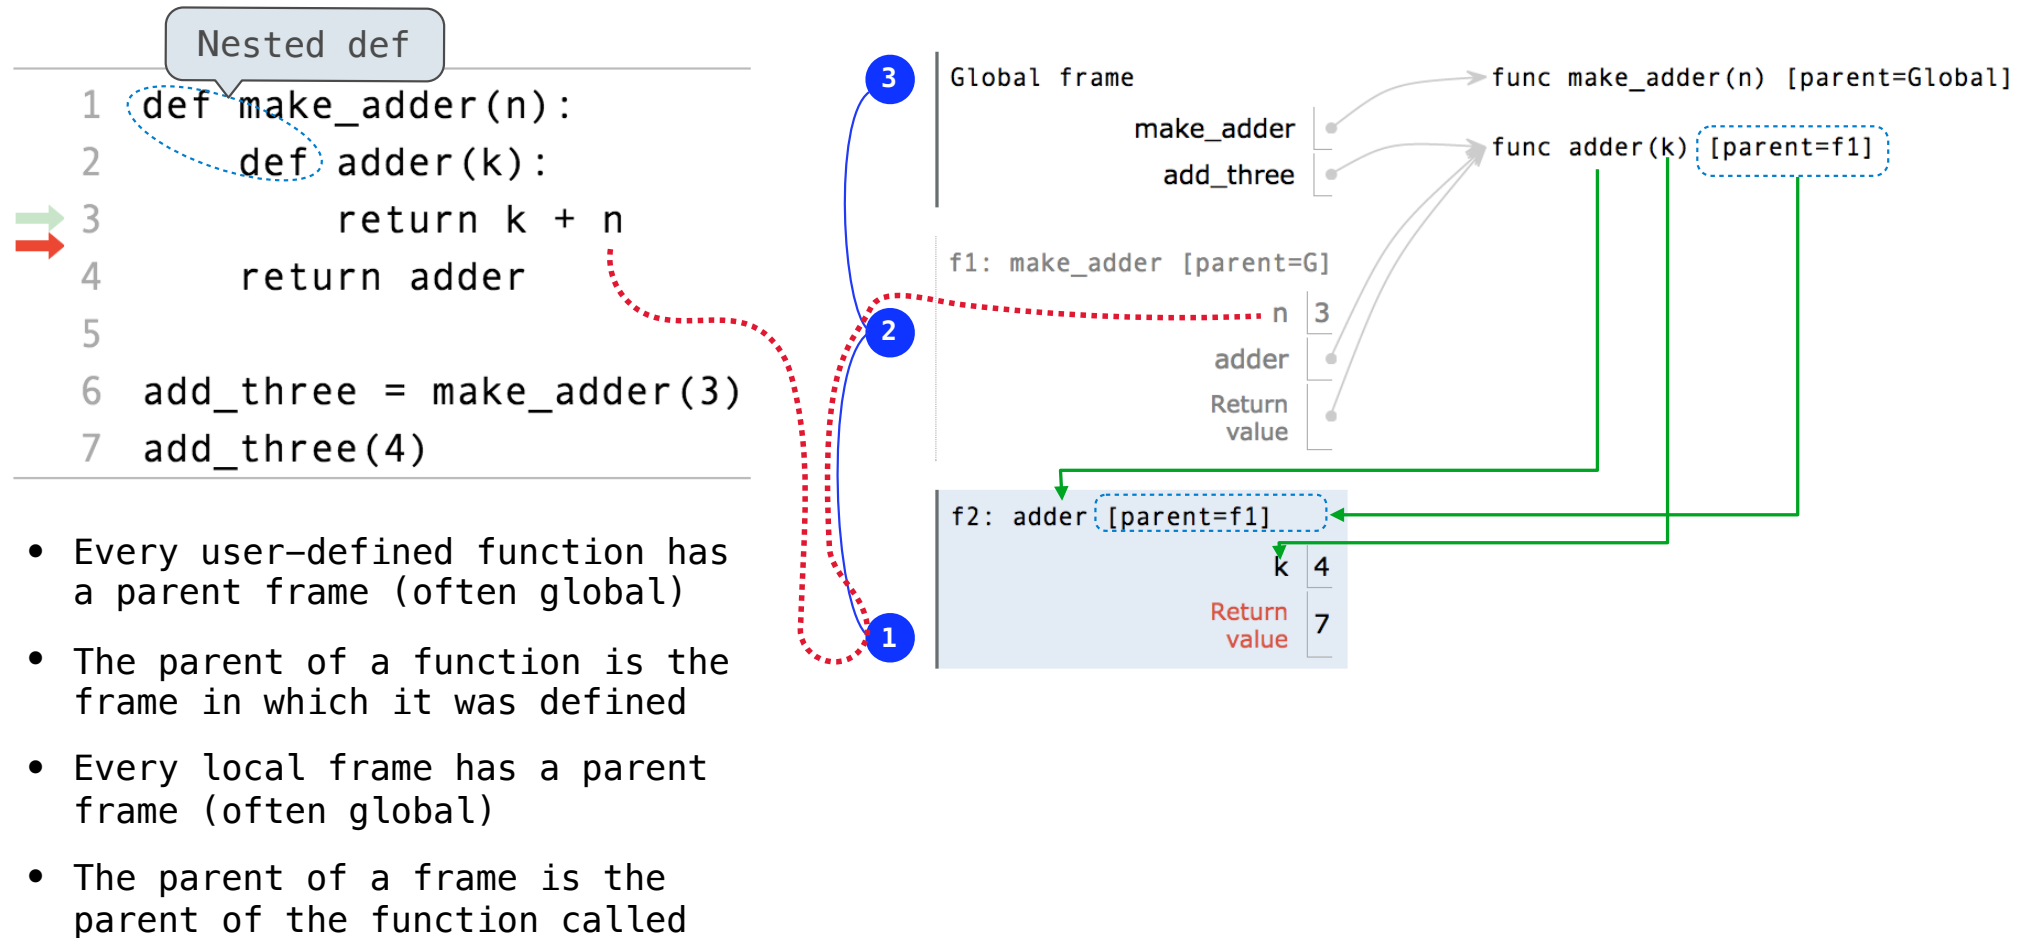 Nested def
1 def make_adder(n):
2     def adder(k):
3         return k + n
4     return adder
5
6 add_three = make_adder(3)
7 add_three(4)
• Every user–defined function has
a parent frame (often global)
• The parent of a function is the
frame in which it was defined
• Every local frame has a parent
frame (often global)
• The parent of a frame is the
parent of the function called
3
2
1
Global frame
make_adder
add_three
func make_adder(n) [parent=Global]
func adder(k) [parent=f1]
f1: make_adder [parent=G]
n 3
adder
Return
value
f2: adder [parent=f1]
k 4
Return
value 7